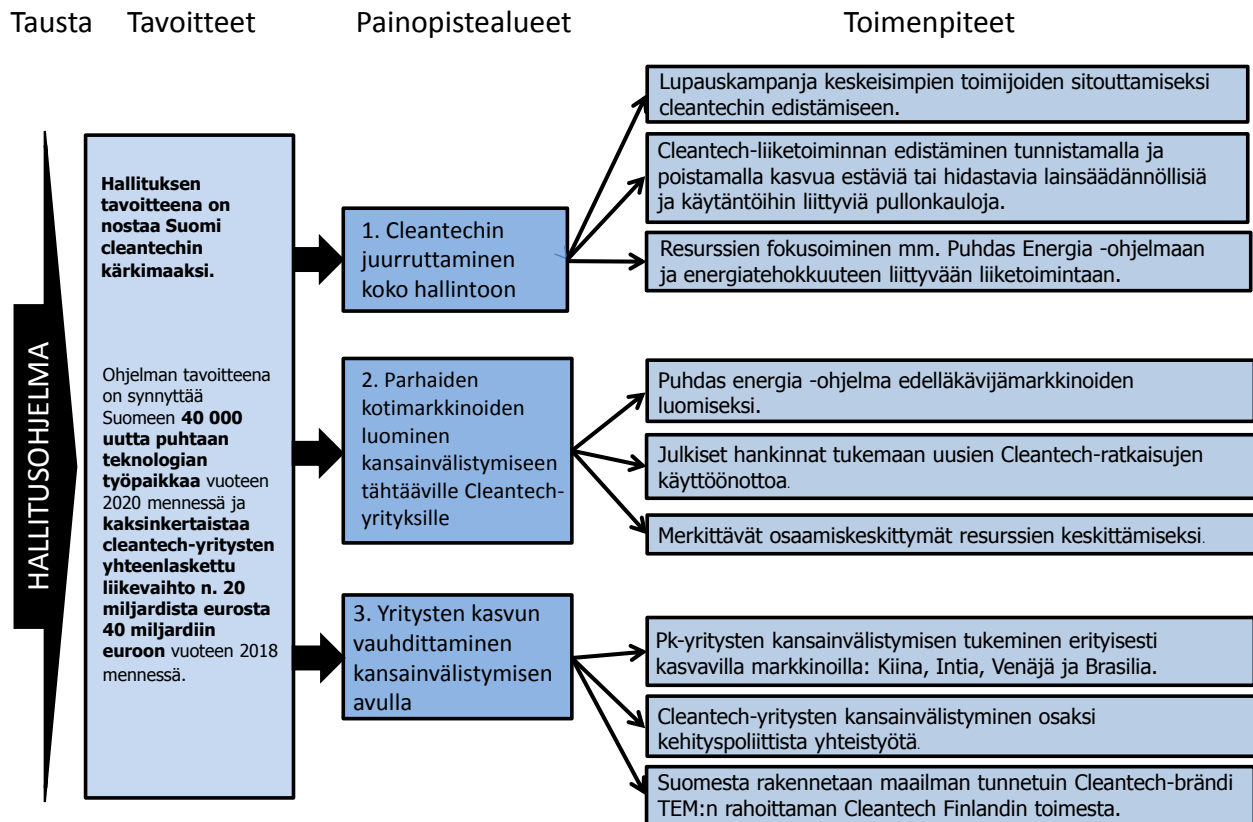 Tausta Tavoitteet Painopistealueet Toimenpiteet
HALLITUSOHJELMA
Hallituksen
tavoitteena on
nostaa Suomi
cleantechin
kärkimaaksi.
Ohjelman tavoitteena
on synnyttää
Suomeen 40 000
uutta puhtaan
teknologian
työpaikkaa vuoteen
2020 mennessä ja
kaksinkertaistaa
cleantech-yritysten
yhteenlaskettu
liikevaihto n. 20
miljardista eurosta
40 miljardiin
euroon vuoteen 2018
mennessä.
1. Cleantechin
juurruttaminen
koko hallintoon
Lupauskampanja keskeisimpien toimijoiden sitouttamiseksi
cleantechin edistämiseen.
Cleantech-liiketoiminnan edistäminen tunnistamalla ja
poistamalla kasvua estäviä tai hidastavia lainsäädännöllisiä
ja käytäntöihin liittyviä pullonkauloja.
Resurssien fokusoiminen mm. Puhdas Energia -ohjelmaan
ja energiatehokkuuteen liittyvään liiketoimintaan.
2. Parhaiden
kotimarkkinoiden
luominen
kansainvälistymiseen
tähtääville Cleantech-
yrityksille
Puhdas energia -ohjelma edelläkävijämarkkinoiden
luomiseksi.
Julkiset hankinnat tukemaan uusien Cleantech-ratkaisujen
käyttöönottoa.
Merkittävät osaamiskeskittymät resurssien keskittämiseksi.
3. Yritysten kasvun
vauhdittaminen
kansainvälistymisen
avulla
Pk-yritysten kansainvälistymisen tukeminen erityisesti
kasvavilla markkinoilla: Kiina, Intia, Venäjä ja Brasilia.
Cleantech-yritysten kansainvälistyminen osaksi
kehityspoliittista yhteistyötä.
Suomesta rakennetaan maailman tunnetuin Cleantech-brändi
TEM:n rahoittaman Cleantech Finlandin toimesta.